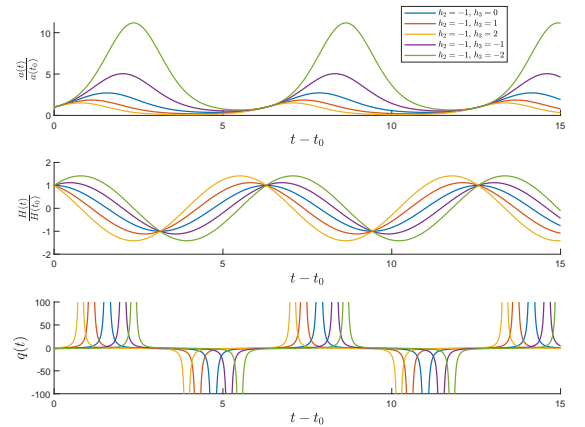 h₂ = −1, h₃ = 0
h₂ = −1, h₃ = 1
h₂ = −1, h₃ = 2
h₂ = −1, h₃ = −1
h₂ = −1, h₃ = −2
a(t)/a(t₀)
10
5
0
0 5 10 15
t − t₀
H(t)/H(t₀)
2
1
0
-1
-2
0 5 10 15
t − t₀
q(t)
100
50
0
-50
-100
0 5 10 15
t − t₀